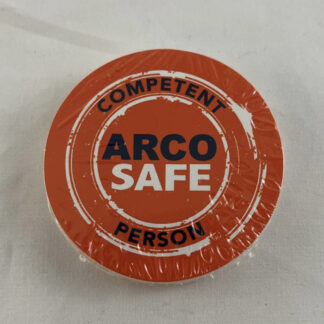 COMPETENT
ARCO
SAFE
PERSON